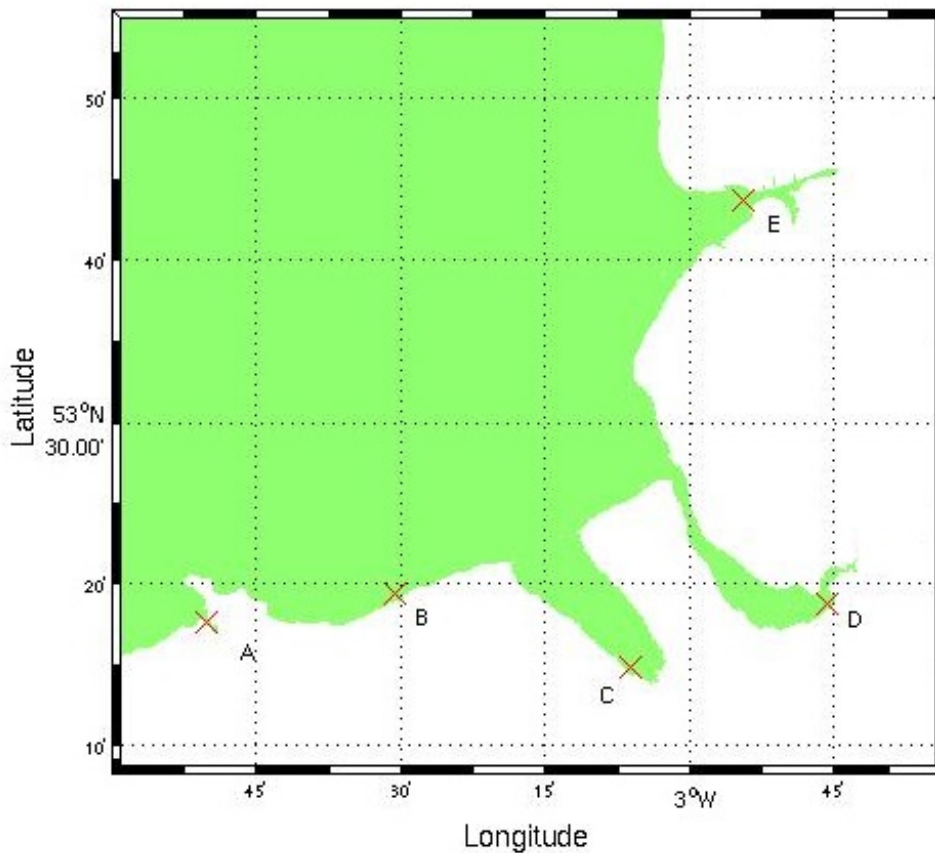 50'
E
40'
Latitude
53°N
30.00'
20'
B
D
A
C
10'
45'
30'
15'
3°W
45'
Longitude